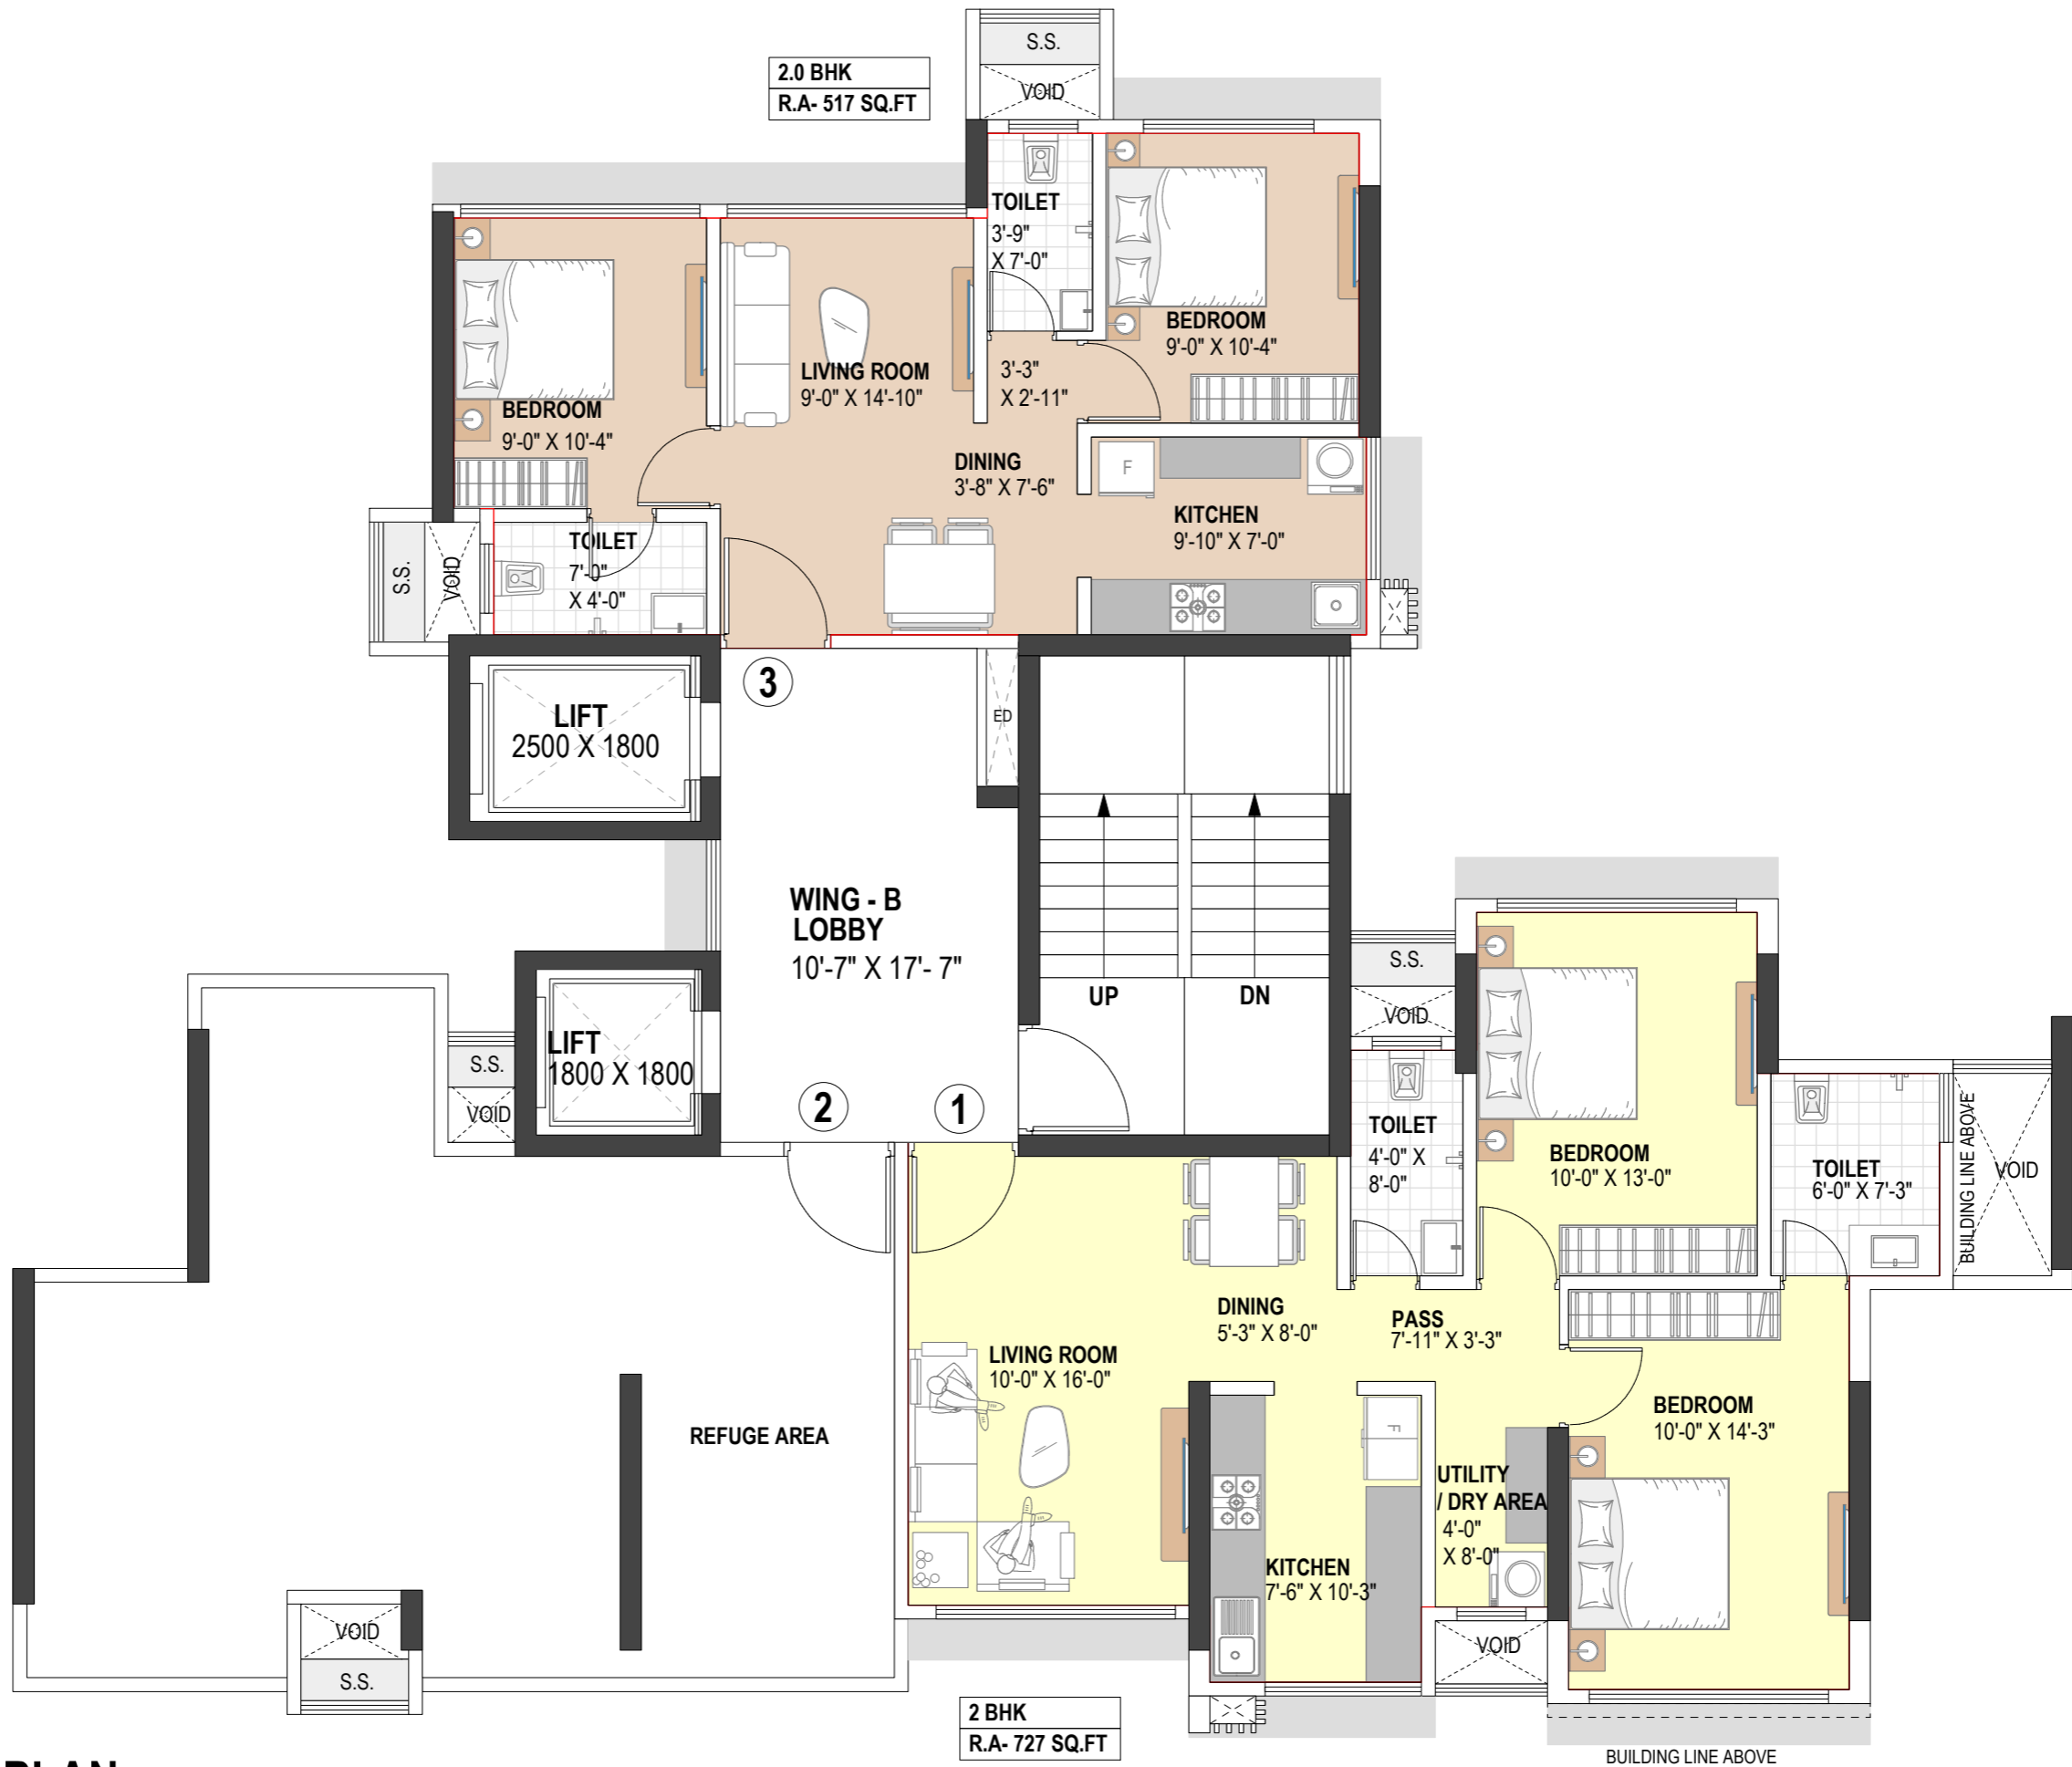 S.S.
VOID
2.0 BHK
R.A- 517 SQ.FT
TOILET
3'-9"
X 7'-0"
BEDROOM
9'-0" X 10'-4"
LIVING ROOM
9'-0" X 14'-10"
3'-3"
X 2'-11"
BEDROOM
9'-0" X 10'-4"
DINING
3'-8" X 7'-6"
F
KITCHEN
9'-10" X 7'-0"
TOILET
7'-0"
X 4'-0"
S.S.
VOID
3
ED
LIFT
2500 X 1800
WING - B
LOBBY
10'-7" X 17'- 7"
UP
DN
S.S.
VOID
LIFT
1800 X 1800
S.S.
VOID
2
1
TOILET
4'-0" X
8'-0"
BEDROOM
10'-0" X 13'-0"
TOILET
6'-0" X 7'-3"
BUILDING LINE ABOVE
VOID
DINING
5'-3" X 8'-0"
PASS
7'-11" X 3'-3"
LIVING ROOM
10'-0" X 16'-0"
REFUGE AREA
BEDROOM
10'-0" X 14'-3"
F
UTILITY
/ DRY AREA
4'-0"
X 8'-0"
KITCHEN
7'-6" X 10'-3"
VOID
S.S.
VOID
2 BHK
R.A- 727 SQ.FT
BUILDING LINE ABOVE
PLAN